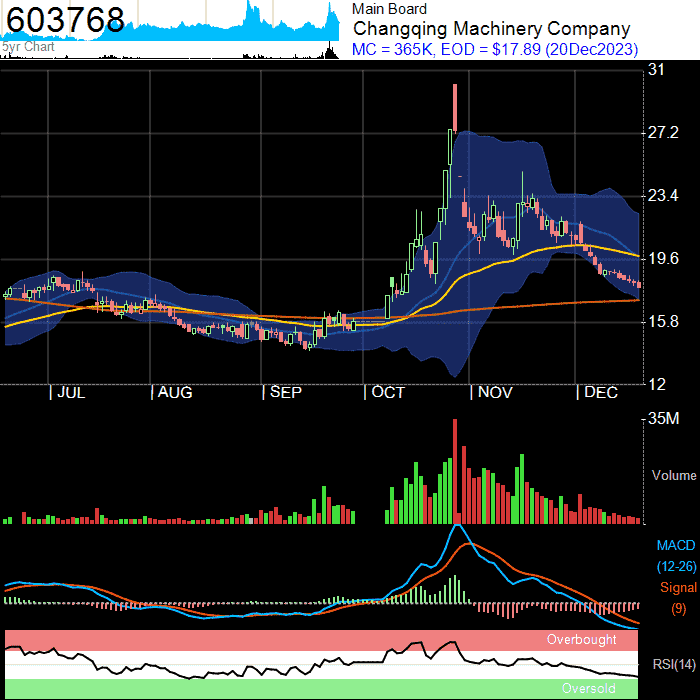 603768
5yr Chart
Main Board
Changqing Machinery Company
MC = 365K, EOD = $17.89 (20Dec2023)
31
27.2
23.4
19.6
15.8
12
| JUL | AUG | SEP | OCT | NOV | DEC
35M
Volume
MACD
(12-26)
Signal
(9)
Overbought
RSI(14)
Oversold